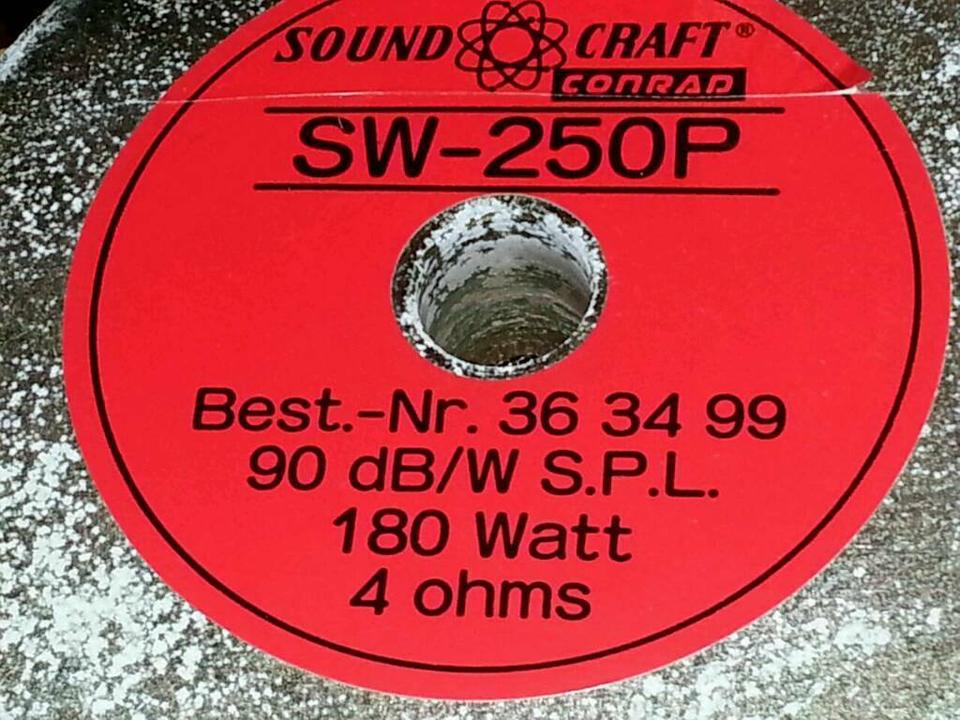 SOUND CRAFT®
CONRAD
SW-250P
Best.-Nr. 36 34 99
90 dB/W S.P.L.
180 Watt
4 ohms